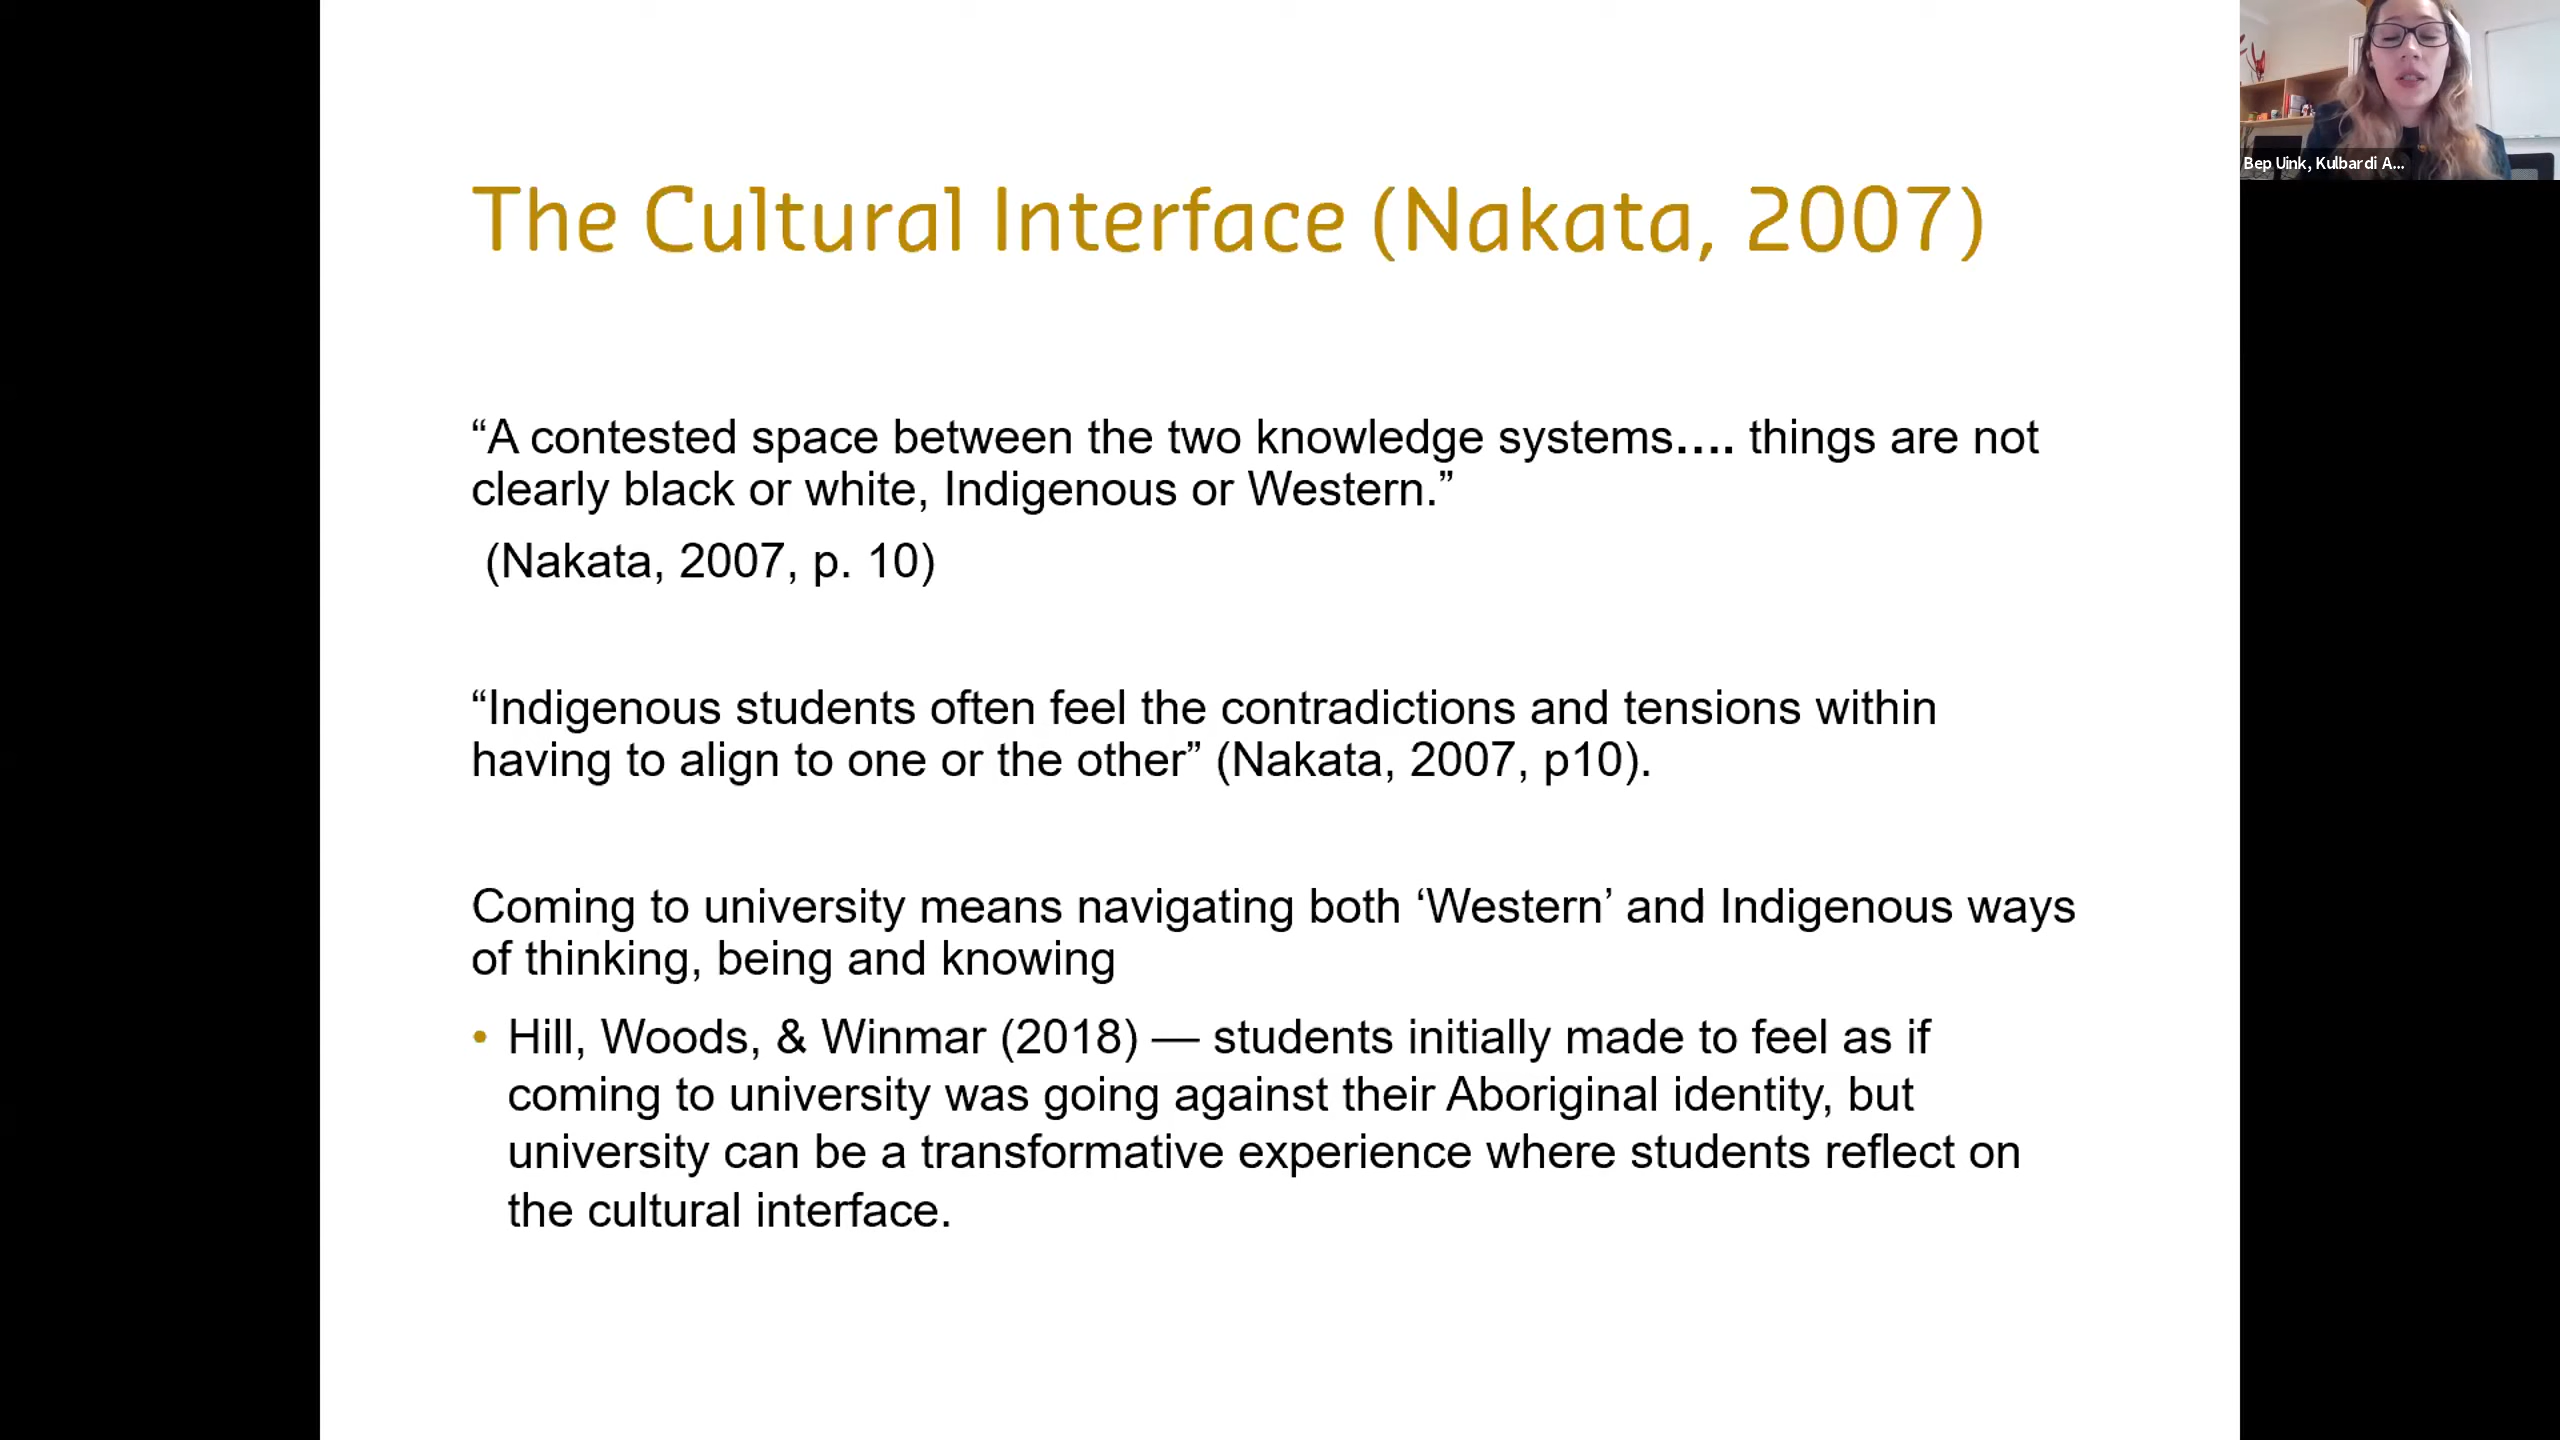 The Cultural Interface (Nakata, 2007)
“A contested space between the two knowledge systems…. things are not
clearly black or white, Indigenous or Western.”
(Nakata, 2007, p. 10)
“Indigenous students often feel the contradictions and tensions within
having to align to one or the other” (Nakata, 2007, p10).
Coming to university means navigating both ‘Western’ and Indigenous ways
of thinking, being and knowing
• Hill, Woods, & Winmar (2018) — students initially made to feel as if
coming to university was going against their Aboriginal identity, but
university can be a transformative experience where students reflect on
the cultural interface.
Bep Uink, Kulbardi A...